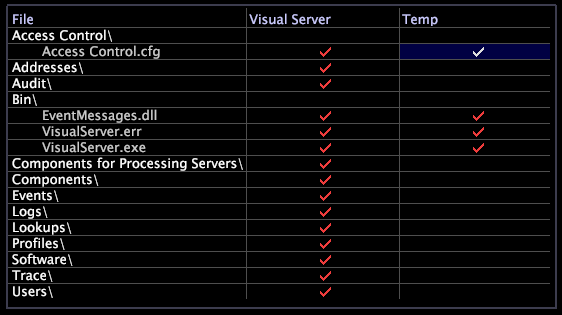 File Visual Server Temp
Access Control\
Access Control.cfg ✓ ✓
Addresses\ ✓
Audit\ ✓
Bin\
EventMessages.dll ✓ ✓
VisualServer.err ✓ ✓
VisualServer.exe ✓ ✓
Components for Processing Servers\ ✓
Components\ ✓
Events\ ✓
Logs\ ✓
Lookups\ ✓
Profiles\ ✓
Software\ ✓
Trace\ ✓
Users\ ✓